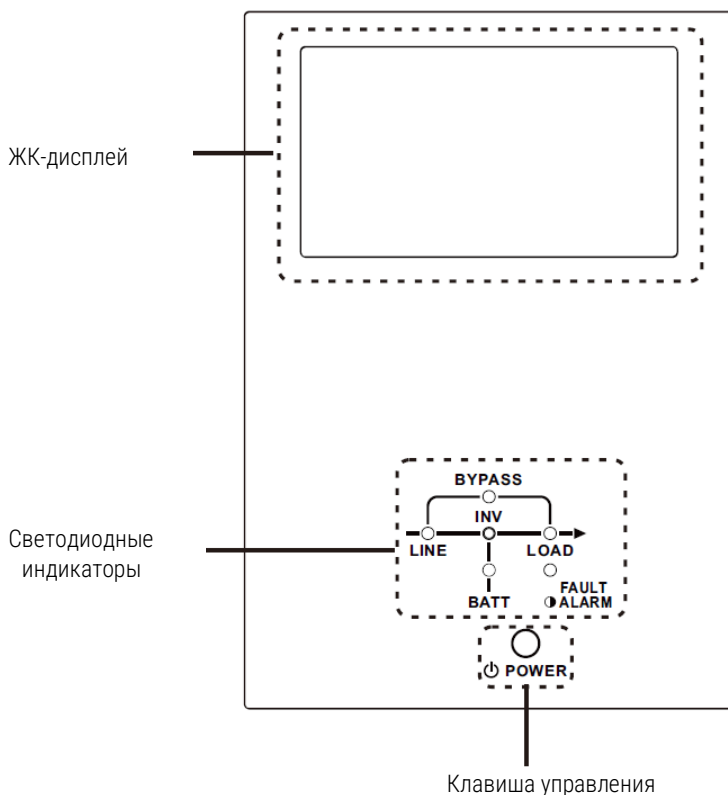 ЖК-дисплей
BYPASS
INV
LINE
LOAD
Светодиодные
индикаторы
BATT
FAULT
ALARM
POWER
Клавиша управления